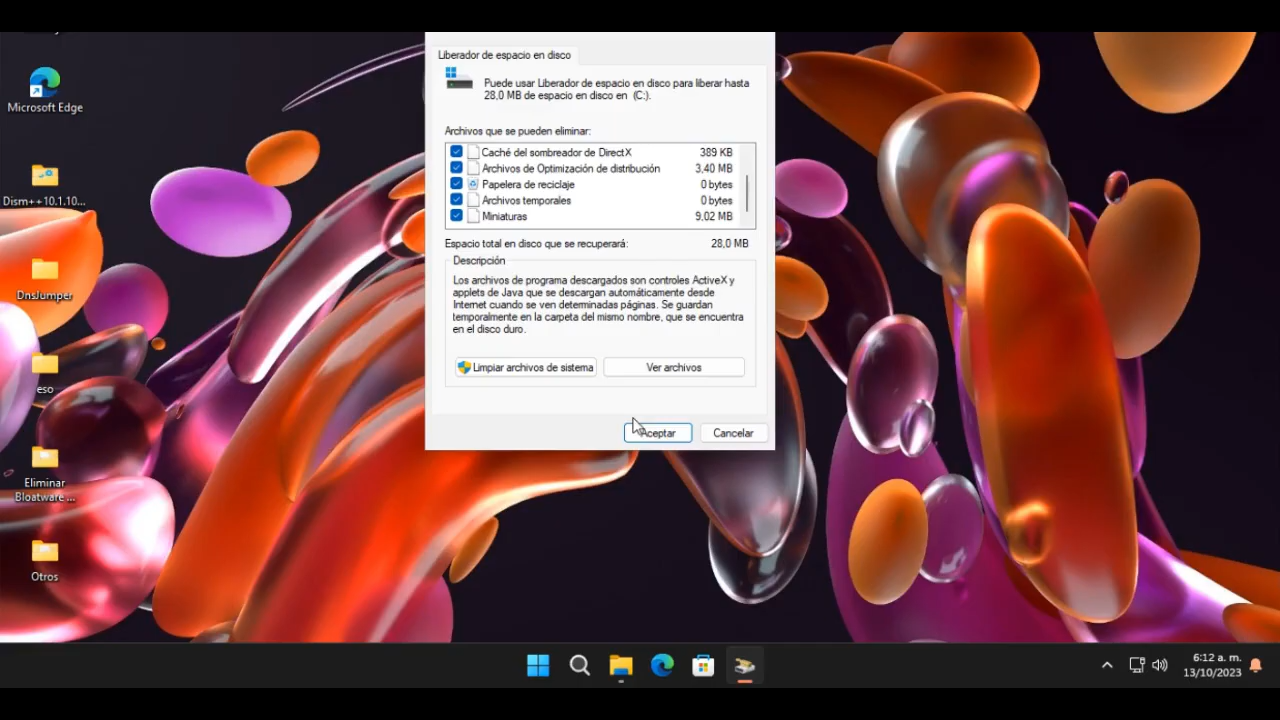 Microsoft Edge
Dism++10.1.10...
DnsJumper
eso
Eliminar
Bloatware ...
Otros
Liberador de espacio en disco
Puede usar Liberador de espacio en disco para liberar hasta
28,0 MB de espacio en disco en (C:).
Archivos que se pueden eliminar:
Caché del sombreador de DirectX 389 KB
Archivos de Optimización de distribución 3,40 MB
Papelera de reciclaje 0 bytes
Archivos temporales 0 bytes
Miniaturas 9,02 MB
Espacio total en disco que se recuperará: 28,0 MB
Descripción
Los archivos de programa descargados son controles ActiveX y
applets de Java que se descargan automáticamente desde
Internet cuando se ven determinadas páginas. Se guardan
temporalmente en la carpeta del mismo nombre, que se encuentra
en el disco duro.
Limpiar archivos de sistema Ver archivos
Aceptar Cancelar
6:12 a. m.
13/10/2023